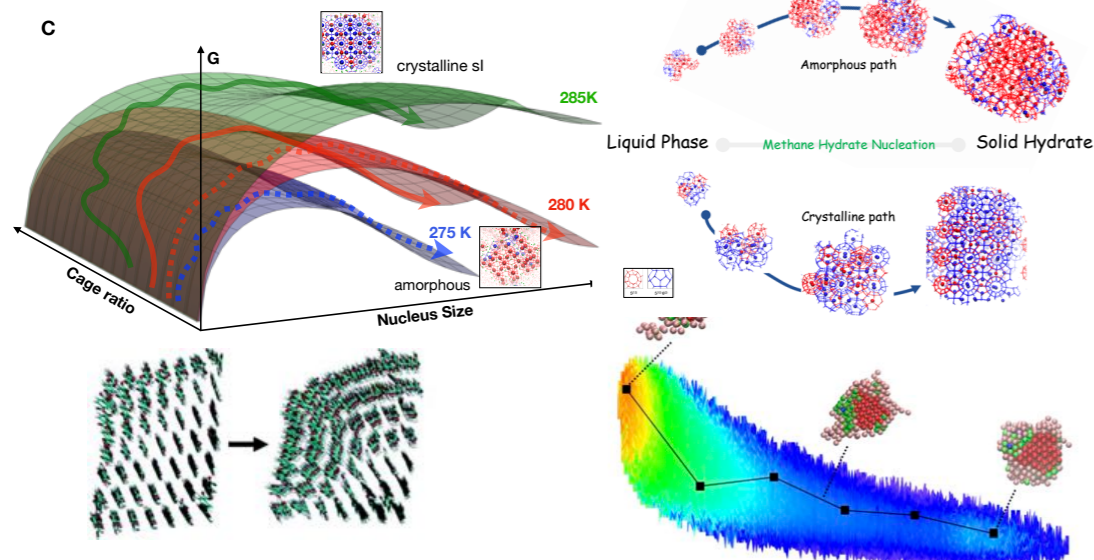 C
G
crystalline sI
285K
280 K
275 K
amorphous
Cage ratio
Nucleus Size
Amorphous path
Liquid Phase
Methane Hydrate Nucleation
Solid Hydrate
Crystalline path